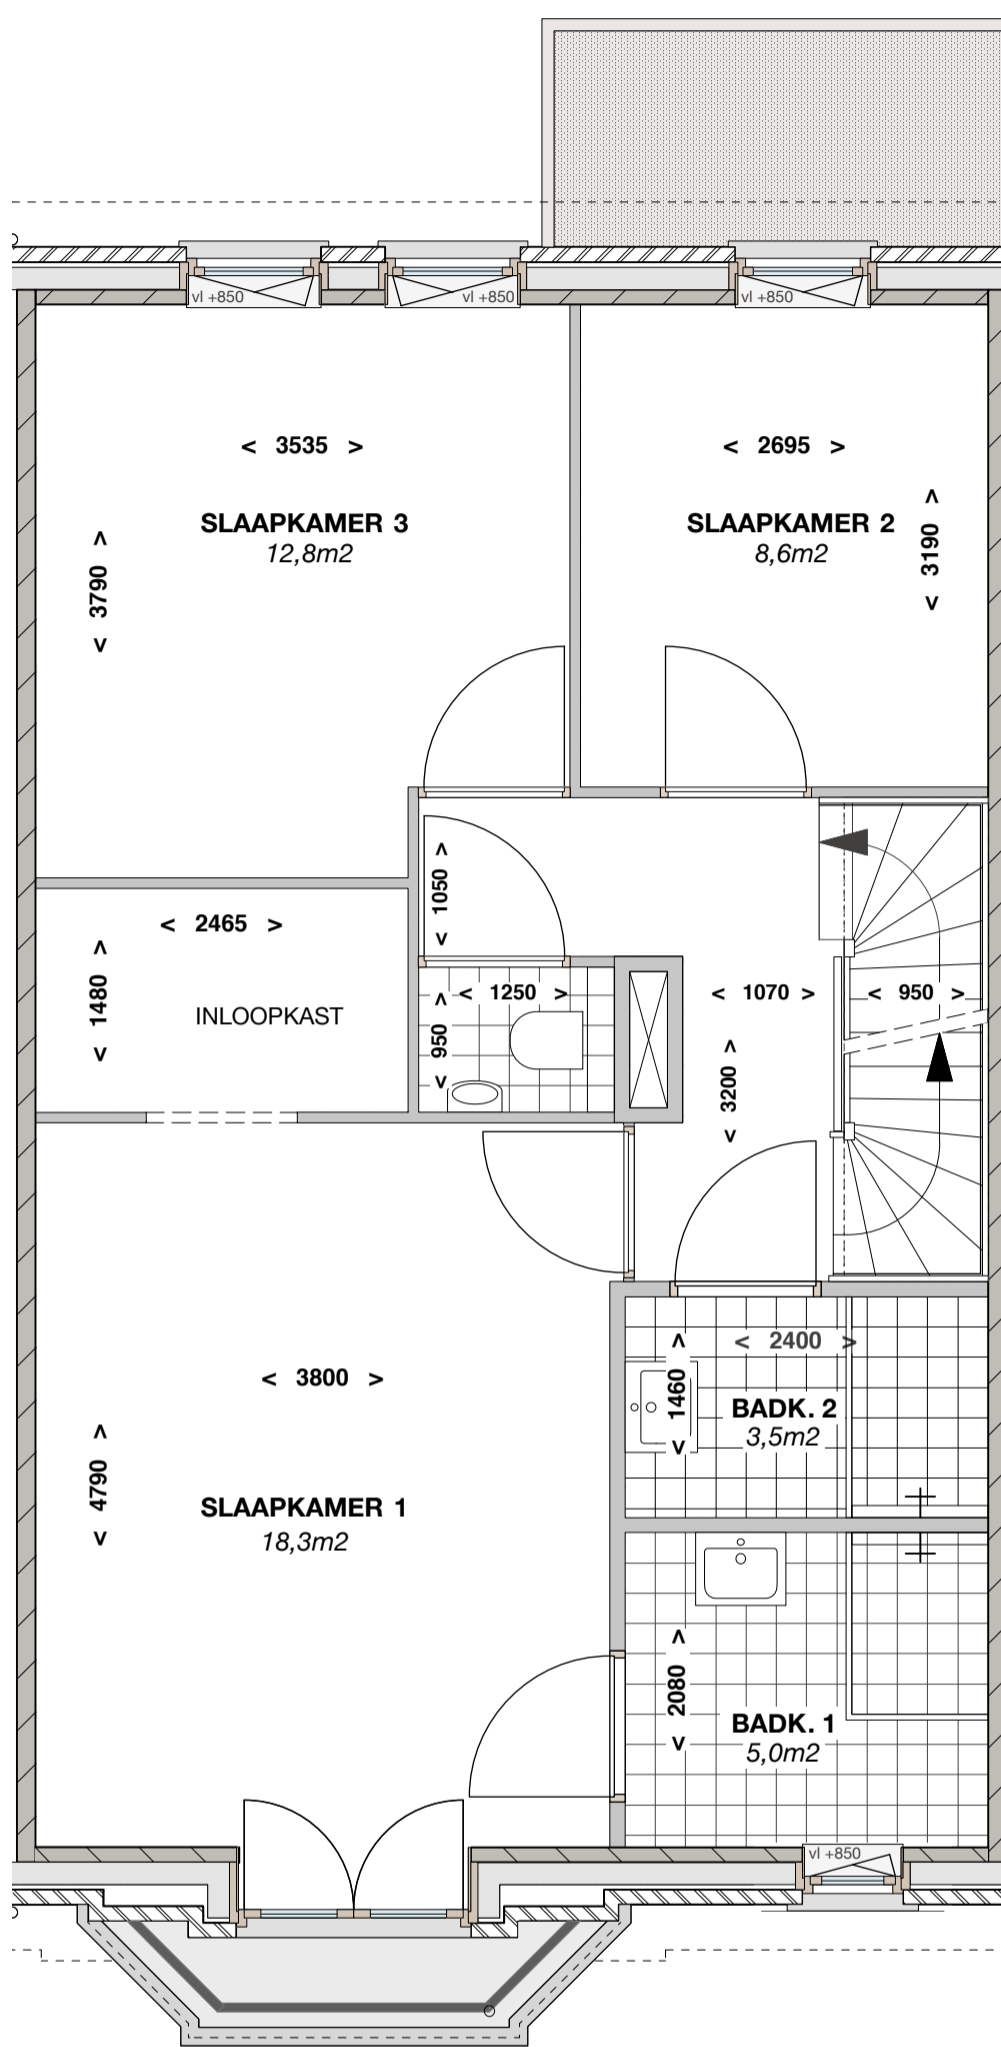 vl +850
vl +850
vl +850
< 3535 >
< 2695 >
SLAAPKAMER 3
12,8m2
SLAAPKAMER 2
8,6m2
< 3190 >
< 3790 >
< 1050 >
< 2465 >
< 1480 >
INLOOPKAST
< 1250 >
< 950 >
< 1070 >
< 950 >
< 3200 >
< 3800 >
< 4790 >
SLAAPKAMER 1
18,3m2
< 2400 >
< 1460 >
BADK. 2
3,5m2
< 2080 >
BADK. 1
5,0m2
vl +850